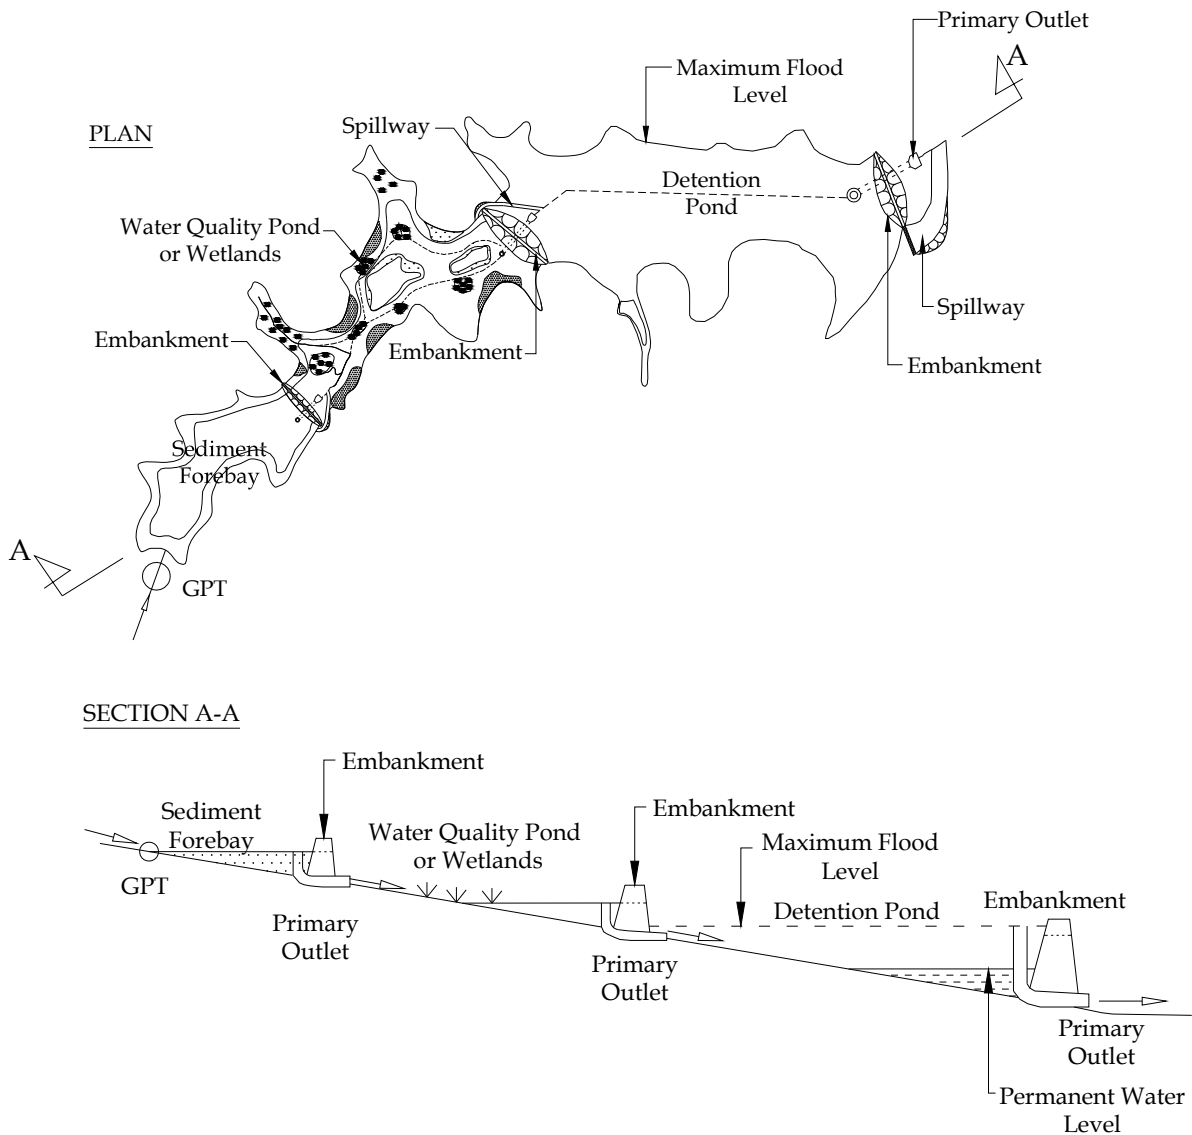 Primary Outlet
A
Maximum Flood
Level
PLAN
Spillway
Detention
Pond
Water Quality Pond
or Wetlands
Spillway
Embankment
Embankment
Embankment
Sediment
Forebay
A
GPT
SECTION A-A
Embankment
Sediment
Forebay
Embankment
Water Quality Pond
or Wetlands
Maximum Flood
Level
GPT
Detention Pond
Embankment
Primary
Outlet
Primary
Outlet
Primary
Outlet
Permanent Water
Level